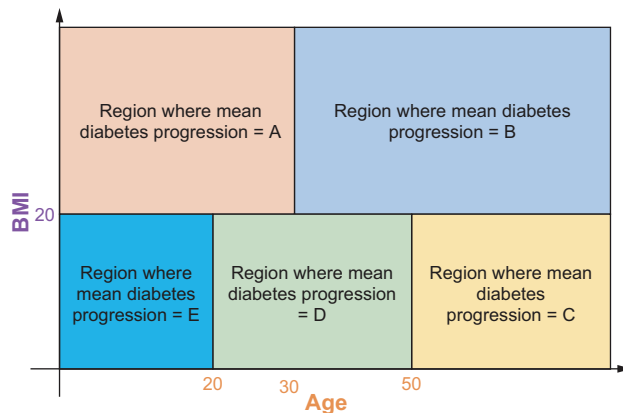 Region where mean
diabetes progression = A
Region where mean diabetes
progression = B
BMI
20
Region where
mean diabetes
progression = E
Region where mean
diabetes progression
= D
Region where mean
diabetes
progression = C
20
30
50
Age